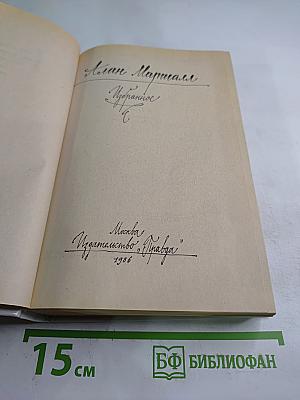 Алан Маршалл
Избранное
Москва
Издательство „Правда"
1986
15 см
БФ БИБЛИОФАН